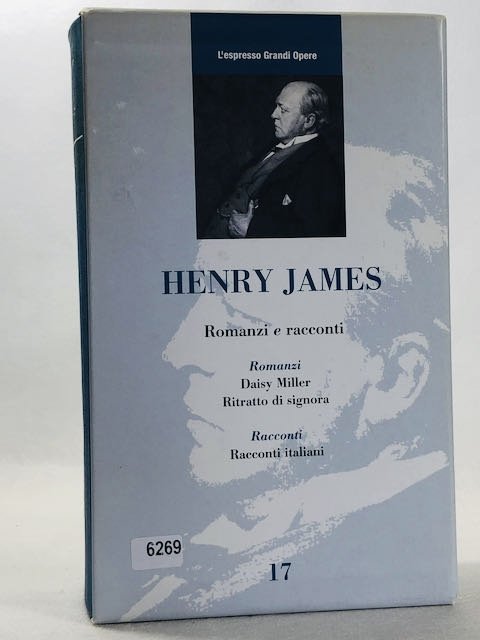 L'espresso Grandi Opere
HENRY JAMES
Romanzi e racconti
Romanzi
Daisy Miller
Ritratto di signora
Racconti
Racconti italiani
6269
17